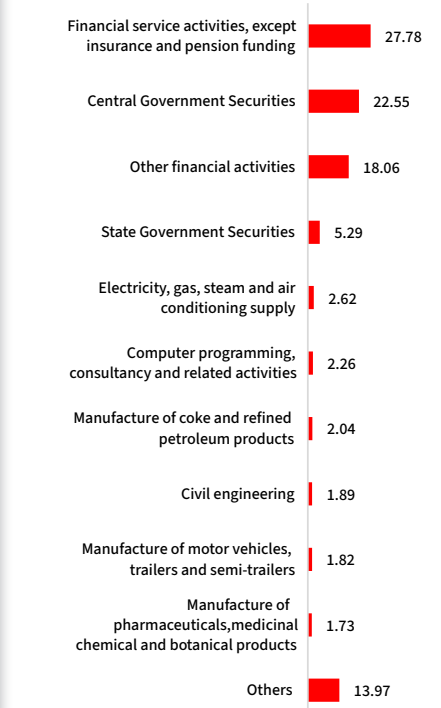 Financial service activities, except
insurance and pension funding
27.78
Central Government Securities
22.55
Other financial activities
18.06
State Government Securities
5.29
Electricity, gas, steam and air
conditioning supply
2.62
Computer programming,
consultancy and related activities
2.26
Manufacture of coke and refined
petroleum products
2.04
Civil engineering
1.89
Manufacture of motor vehicles,
trailers and semi-trailers
1.82
Manufacture of
pharmaceuticals,medicinal
chemical and botanical products
1.73
Others
13.97